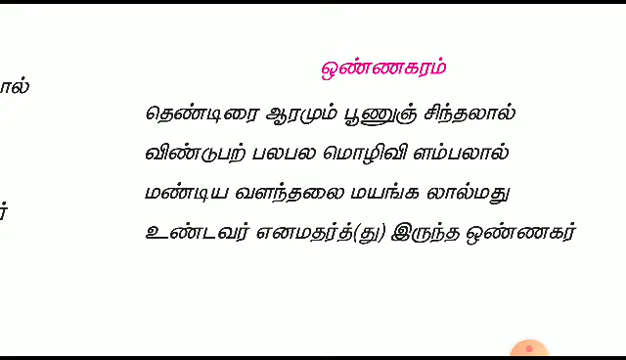 ஒண்ணகரம்
ால்
தெண்டிரை ஆரமும் பூணுஞ் சிந்தலால்
விண்டுபற் பலபல மொழிவி ளம்பலால்
மண்டிய வளந்தலை மயங்க லால்மது
ர்
உண்டவர் எனமதர்த்(து) இருந்த ஒண்ணகர்